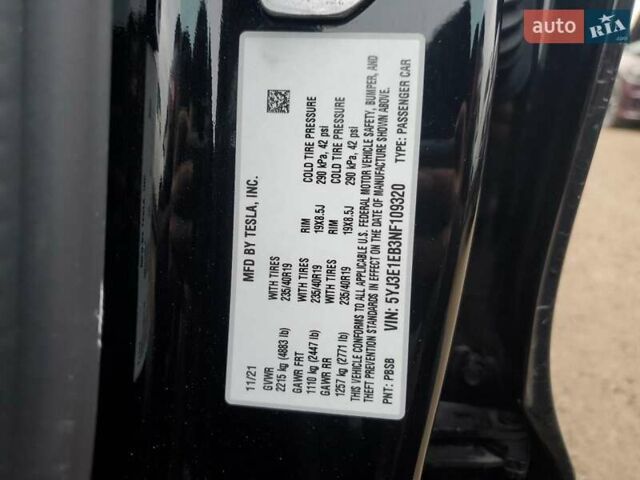 auto RIA
.com
MFD BY TESLA, INC.
COLD TIRE PRESSURE
290 kPa, 42 psi
COLD TIRE PRESSURE
290 kPa, 42 psi
RIM
19X8.5J
RIM
19X8.5J
11/21
GVWR
2215 kg (4883 lb)
WITH TIRES
235/40R19
GAWR FRT
1110 kg (2447 lb)
WITH TIRES
235/40R19
GAWR RR
1257 kg (2771 lb)
WITH TIRES
235/40R19
THIS VEHICLE CONFORMS TO ALL APPLICABLE U.S. FEDERAL MOTOR VEHICLE SAFETY, BUMPER, AND
THEFT PREVENTION STANDARDS IN EFFECT ON THE DATE OF MANUFACTURE SHOWN ABOVE.
PNT: PBSB
VIN: 5YJ3E1EB3NF109320
TYPE: PASSENGER CAR